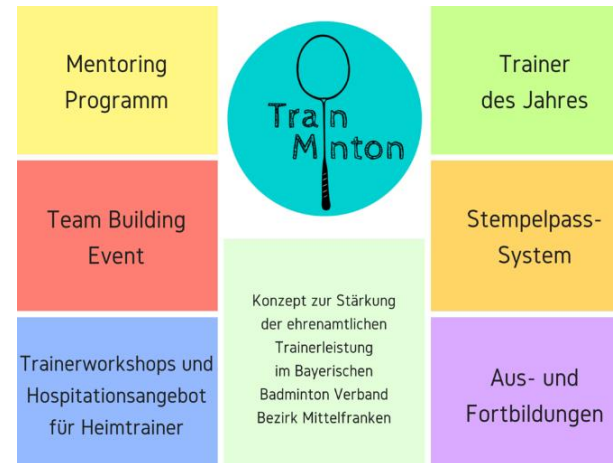 Mentoring
Programm
Train
Minton
Trainer
des Jahres
Team Building
Event
Stempelpass-
System
Konzept zur Stärkung
der ehrenamtlichen
Trainerleistung
im Bayerischen
Badminton Verband
Bezirk Mittelfranken
Trainerworkshops und
Hospitationsangebot
für Heimtrainer
Aus- und
Fortbildungen